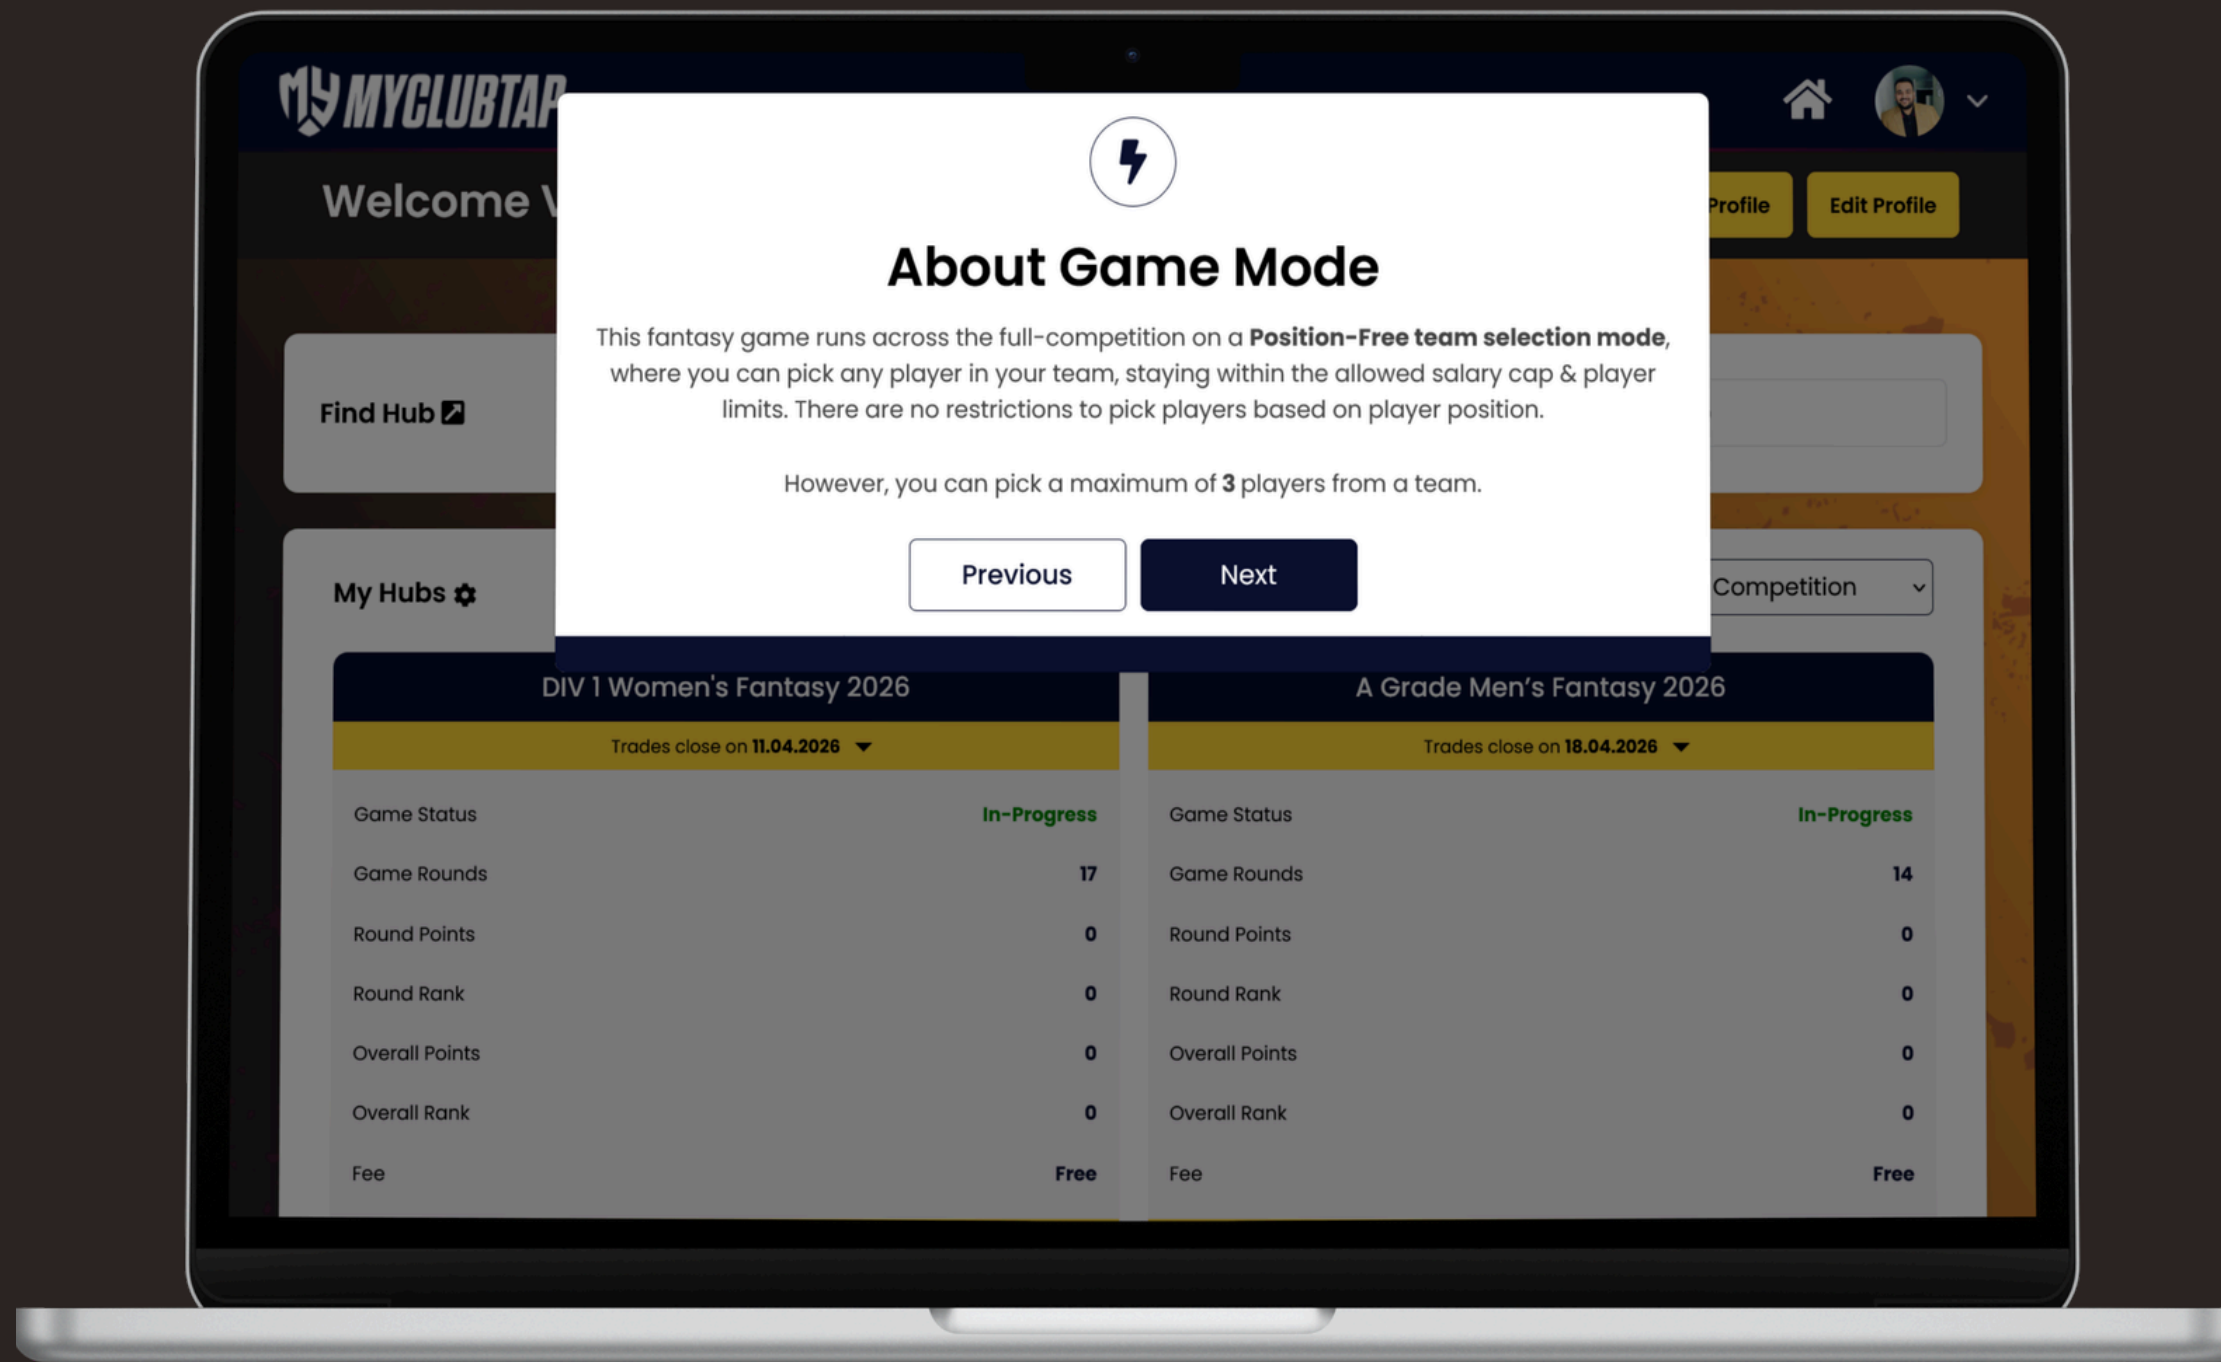 MYCLUBTAP
Welcome
Profile
Edit Profile
About Game Mode
This fantasy game runs across the full-competition on a Position-Free team selection mode,
where you can pick any player in your team, staying within the allowed salary cap & player
limits. There are no restrictions to pick players based on player position.
However, you can pick a maximum of 3 players from a team.
Previous
Next
Find Hub
My Hubs
Competition
DIV 1 Women's Fantasy 2026
Trades close on 11.04.2026
Game Status In-Progress
Game Rounds 17
Round Points 0
Round Rank 0
Overall Points 0
Overall Rank 0
Fee Free
A Grade Men’s Fantasy 2026
Trades close on 18.04.2026
Game Status In-Progress
Game Rounds 14
Round Points 0
Round Rank 0
Overall Points 0
Overall Rank 0
Fee Free